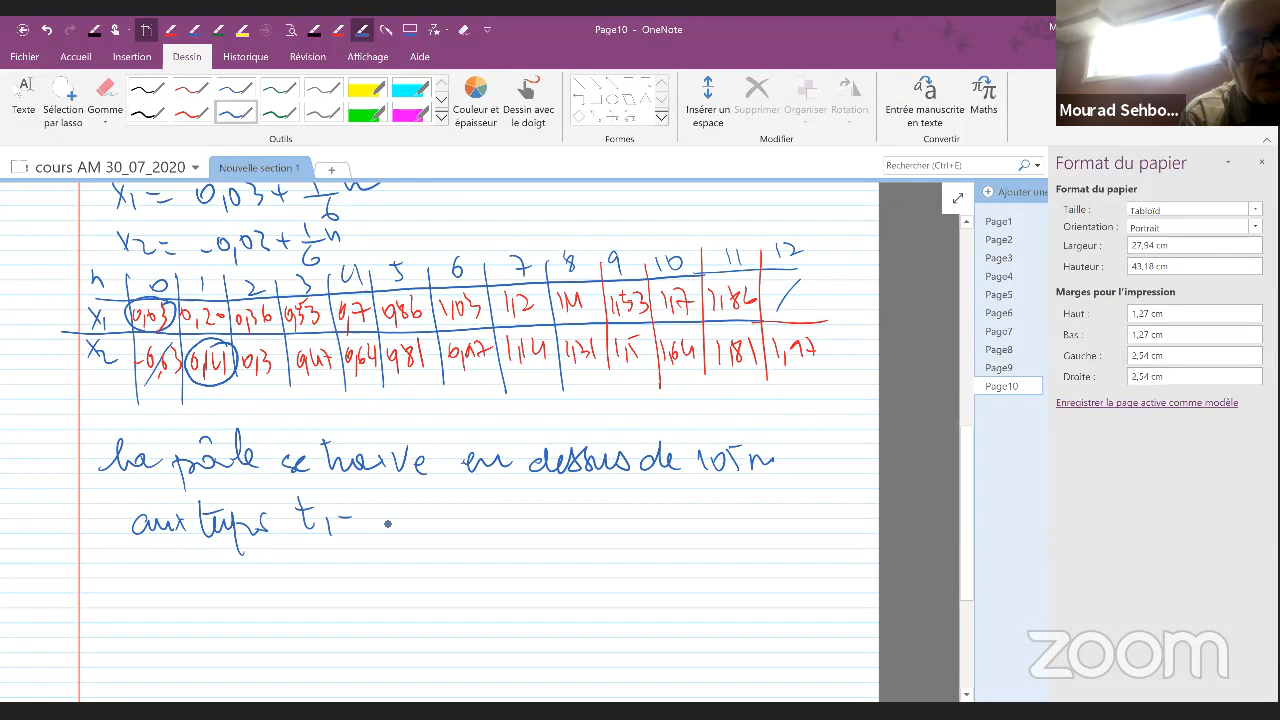 Page10 - OneNote
Fichier Accueil Insertion Dessin Historique Révision Affichage Aide
Texte Sélection par lasso Gomme Couleur et épaisseur Dessin avec le doigt Insérer un espace Supprimer Organiser Rotation Entrée manuscrite en texte Maths
Outils Formes Modifier Convertir
Mourad Sehbo...
cours AM 30_07_2020 Nouvelle section 1 Rechercher (Ctrl+E)
x1 = 0,03 + 1/6 n
x2 = -0,03 + 1/6 n
n 0 1 2 3 4 5 6 7 8 9 10 11 12
x1 0,03 0,20 0,36 0,53 0,7 0,86 1,03 1,2 1,53 1,7 1,86 /
x2 -0,03 0,14 0,3 0,47 0,64 0,81 0,97 1,14 1,31 1,5 1,64 1,81 1,97
la pâle se trouve en dessus de 105 m
aux temps t1 -
Ajouter une
Page1
Page2
Page3
Page4
Page5
Page6
Page7
Page8
Page9
Page10
Format du papier
Format du papier
Taille : Tabloïd
Orientation : Portrait
Largeur : 27,94 cm
Hauteur : 43,18 cm
Marges pour l'impression
Haut : 1,27 cm
Bas : 1,27 cm
Gauche : 2,54 cm
Droite : 2,54 cm
Enregistrer la page active comme modèle
zoom